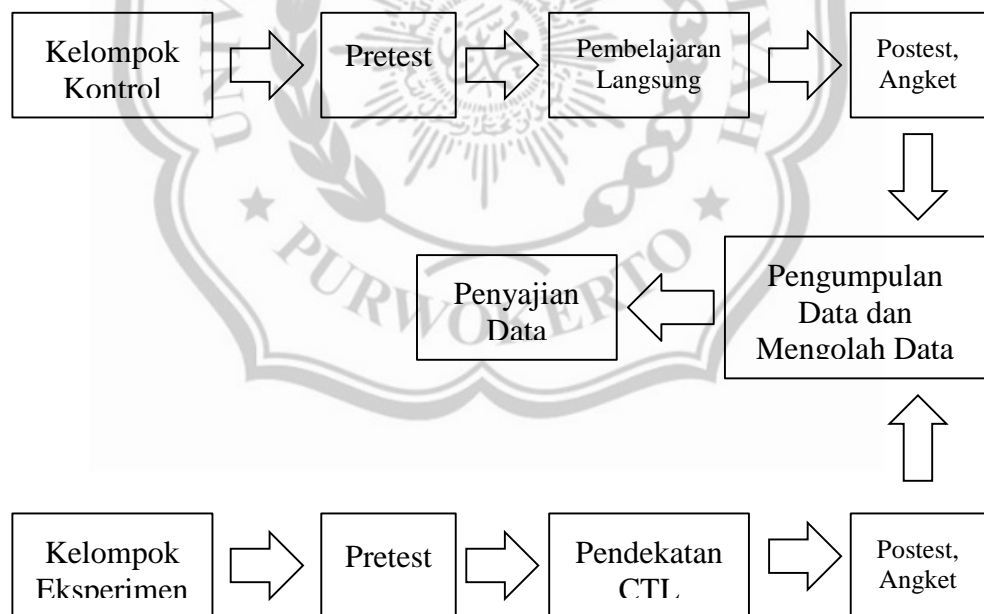 Kelompok
Kontrol
Pretest
Pembelajaran
Langsung
Postest,
Angket
Pengumpulan
Data dan
Mengolah Data
Penyajian
Data
PURWOKERTO
Kelompok
Eksperimen
Pretest
Pendekatan
CTL
Postest,
Angket